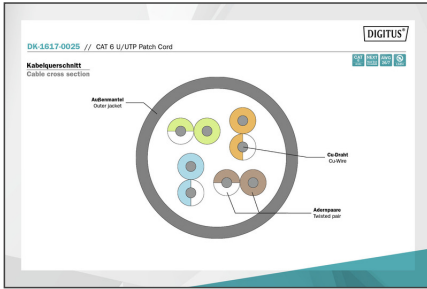 DIGITUS®
DK-1617-0025 // CAT 6 U/UTP Patch Cord
Kabelquerschnitt
Cable cross section
Außenmantel
Outer jacket
Cu-Draht
Cu-Wire
Aderspaare
Twisted pair